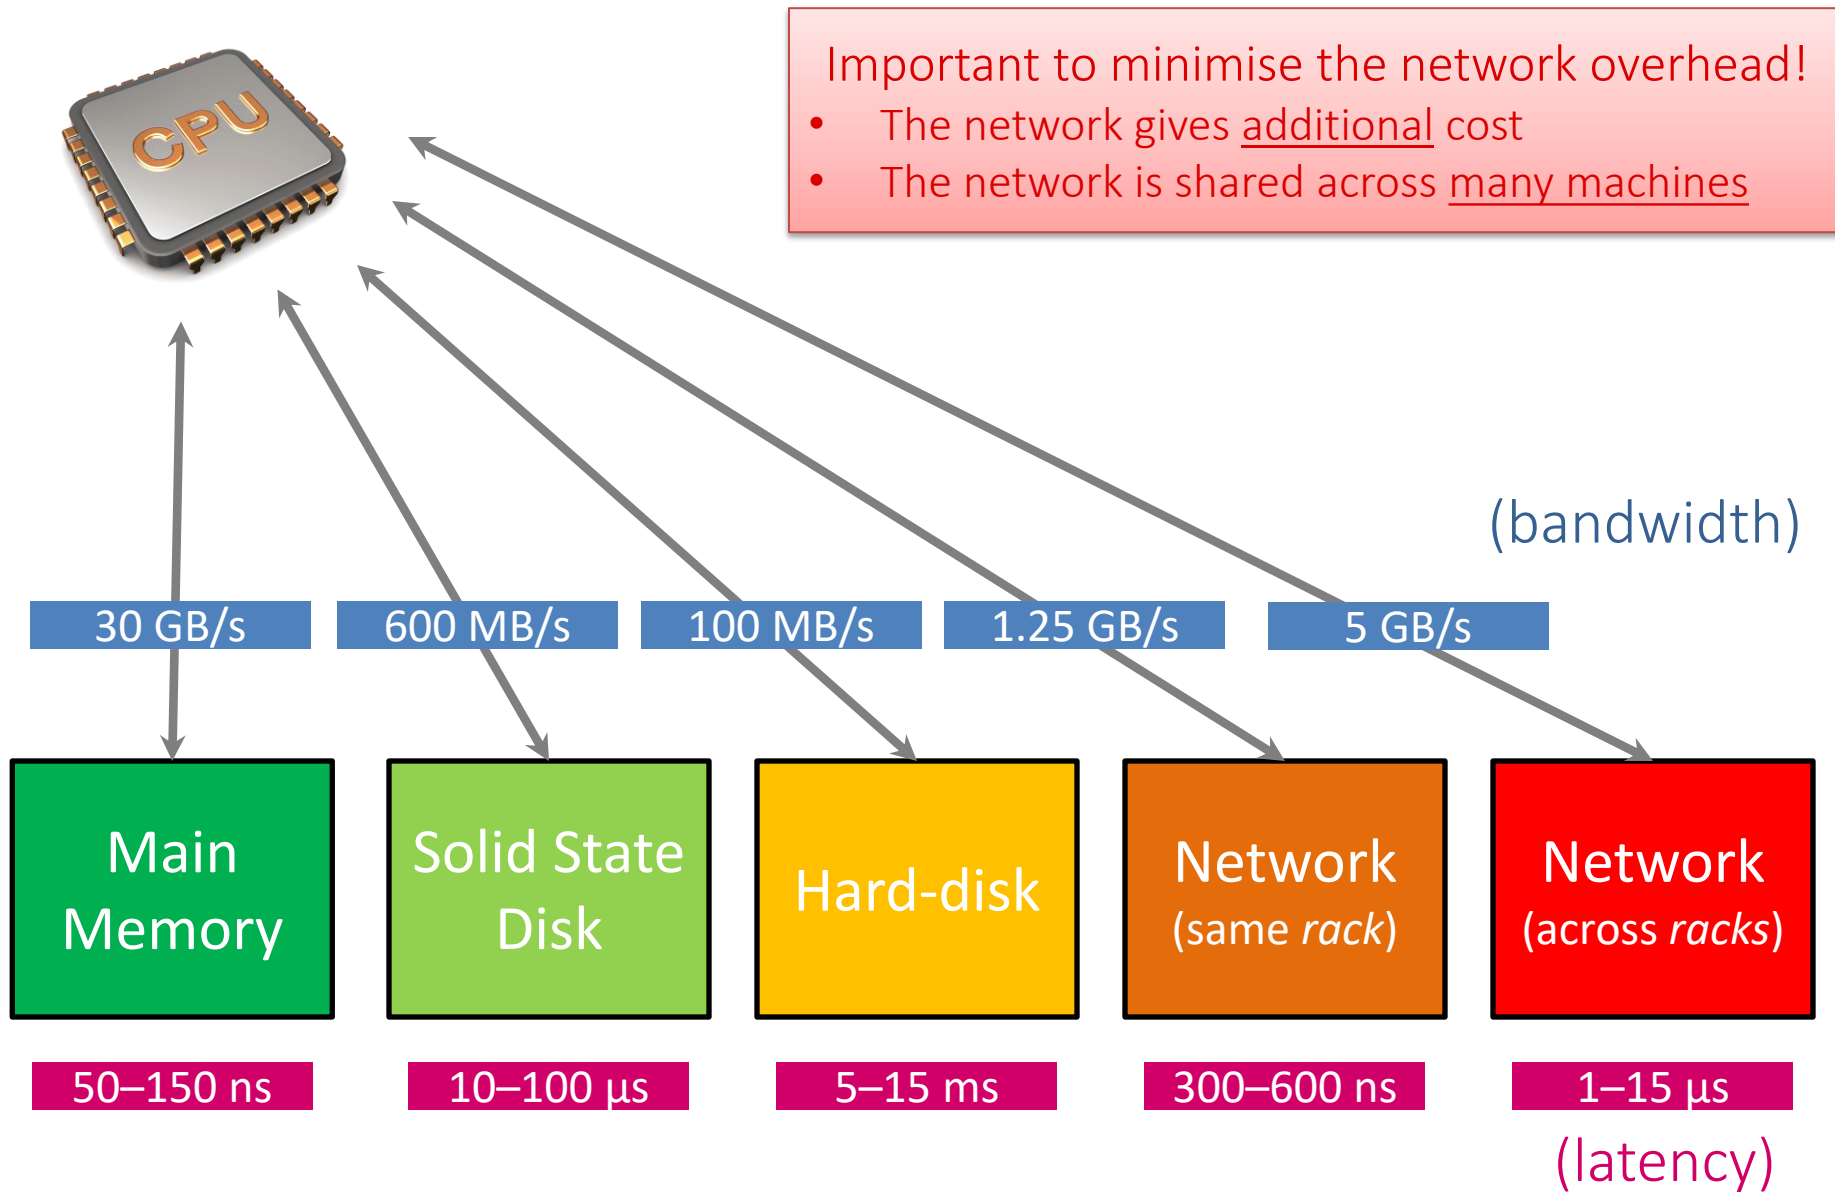 Important to minimise the network overhead!
• The network gives additional cost
• The network is shared across many machines
CPU
(bandwidth)
30 GB/s
600 MB/s
100 MB/s
1.25 GB/s
5 GB/s
Main
Memory
Solid State
Disk
Hard-disk
Network
(same rack)
Network
(across racks)
50–150 ns
10–100 μs
5–15 ms
300–600 ns
1–15 μs
(latency)